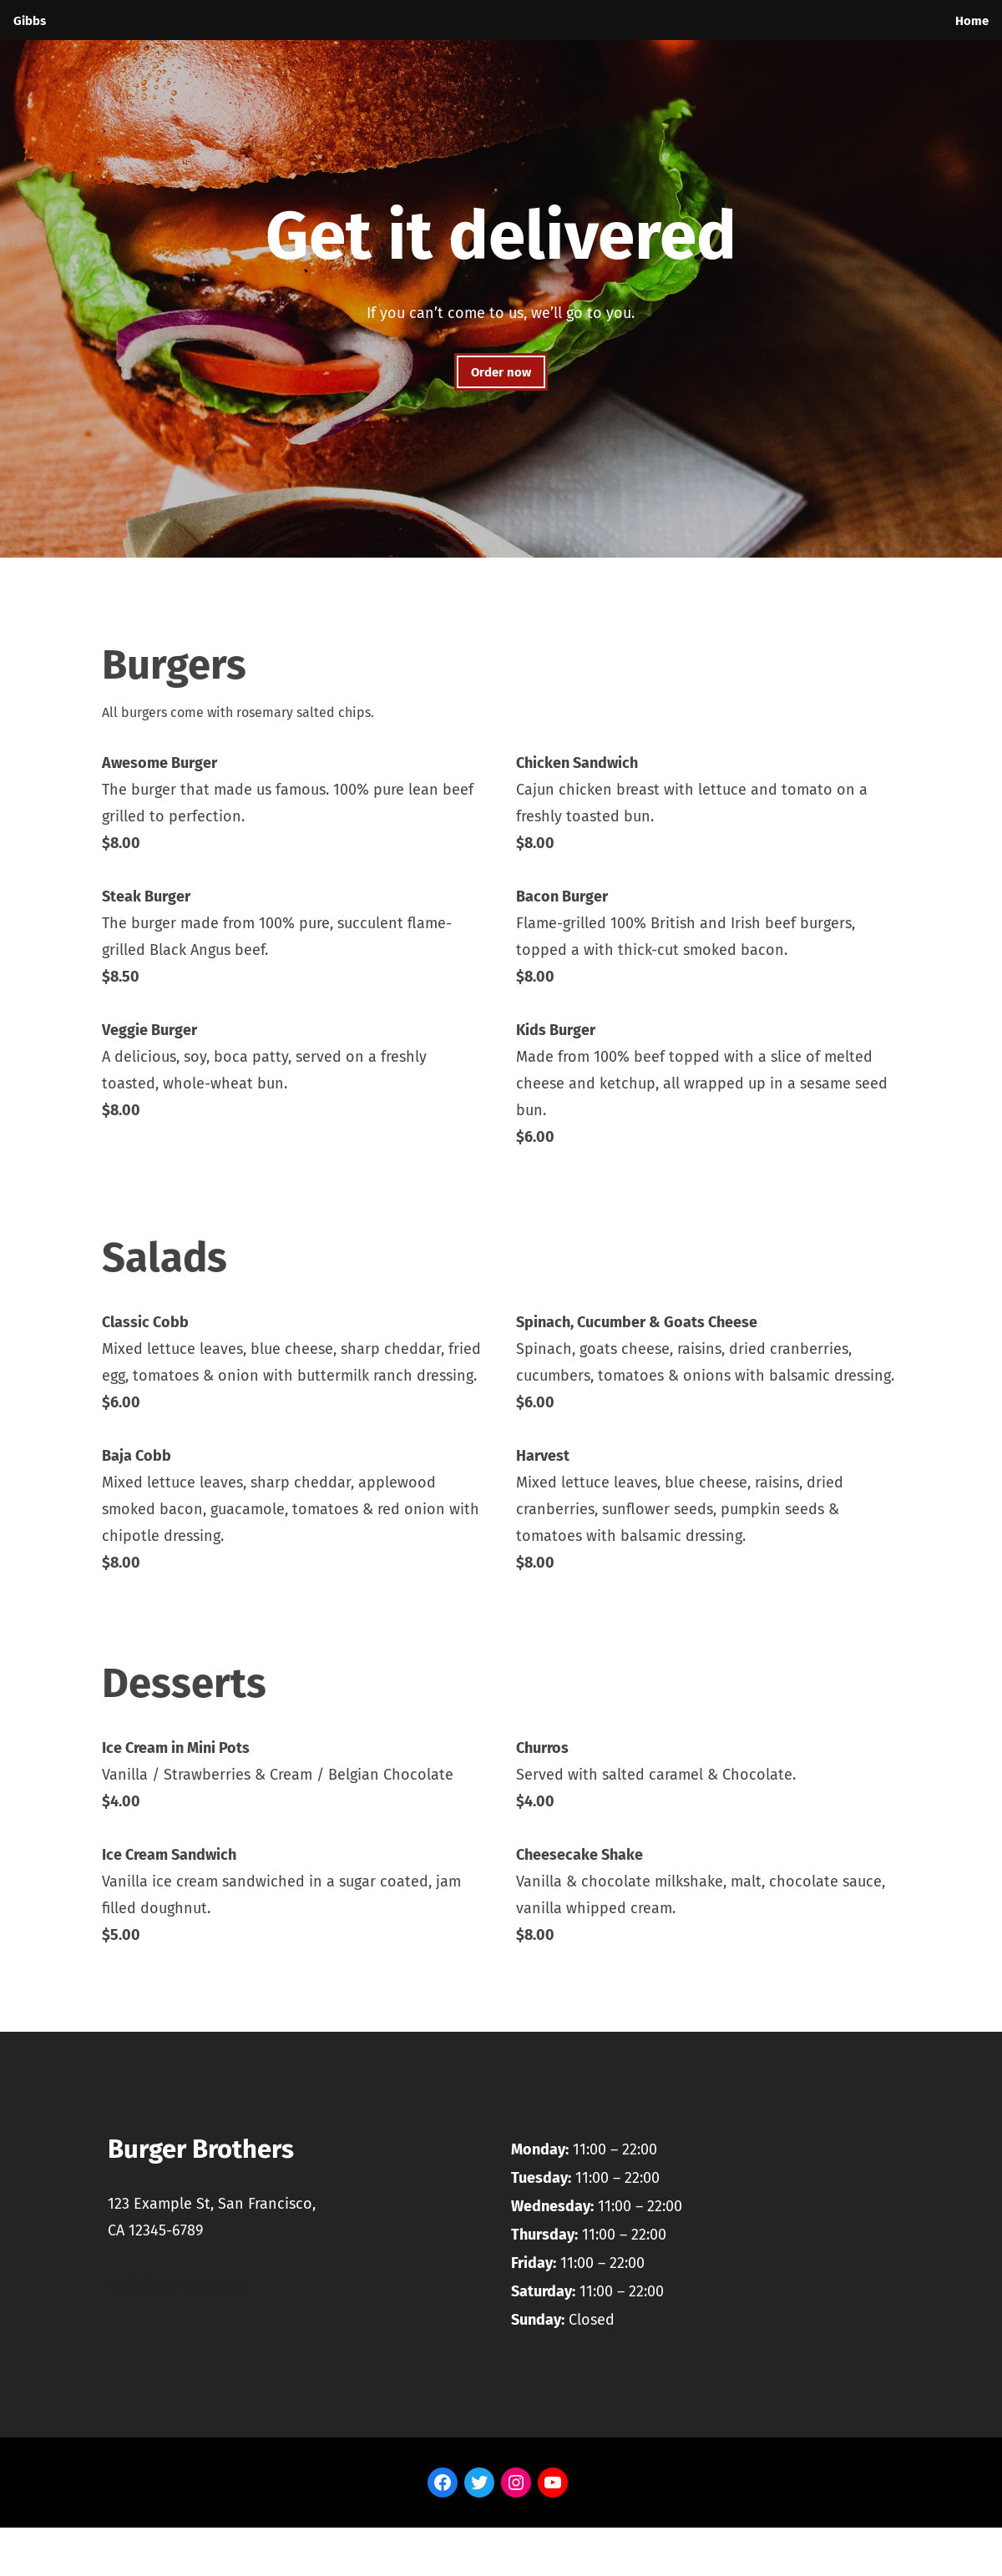 Gibbs
Home
Get it delivered
If you can’t come to us, we’ll go to you.
Order now
Burgers
All burgers come with rosemary salted chips.
Awesome Burger
The burger that made us famous. 100% pure lean beef
grilled to perfection.
$8.00
Chicken Sandwich
Cajun chicken breast with lettuce and tomato on a
freshly toasted bun.
$8.00
Steak Burger
The burger made from 100% pure, succulent flame-
grilled Black Angus beef.
$8.50
Bacon Burger
Flame-grilled 100% British and Irish beef burgers,
topped a with thick-cut smoked bacon.
$8.00
Veggie Burger
A delicious, soy, boca patty, served on a freshly
toasted, whole-wheat bun.
$8.00
Kids Burger
Made from 100% beef topped with a slice of melted
cheese and ketchup, all wrapped up in a sesame seed
bun.
$6.00
Salads
Classic Cobb
Mixed lettuce leaves, blue cheese, sharp cheddar, fried
egg, tomatoes & onion with buttermilk ranch dressing.
$6.00
Spinach, Cucumber & Goats Cheese
Spinach, goats cheese, raisins, dried cranberries,
cucumbers, tomatoes & onions with balsamic dressing.
$6.00
Baja Cobb
Mixed lettuce leaves, sharp cheddar, applewood
smoked bacon, guacamole, tomatoes & red onion with
chipotle dressing.
$8.00
Harvest
Mixed lettuce leaves, blue cheese, raisins, dried
cranberries, sunflower seeds, pumpkin seeds &
tomatoes with balsamic dressing.
$8.00
Desserts
Ice Cream in Mini Pots
Vanilla / Strawberries & Cream / Belgian Chocolate
$4.00
Churros
Served with salted caramel & Chocolate.
$4.00
Ice Cream Sandwich
Vanilla ice cream sandwiched in a sugar coated, jam
filled doughnut.
$5.00
Cheesecake Shake
Vanilla & chocolate milkshake, malt, chocolate sauce,
vanilla whipped cream.
$8.00
Burger Brothers
123 Example St, San Francisco,
CA 12345-6789
Monday: 11:00 – 22:00
Tuesday: 11:00 – 22:00
Wednesday: 11:00 – 22:00
Thursday: 11:00 – 22:00
Friday: 11:00 – 22:00
Saturday: 11:00 – 22:00
Sunday: Closed